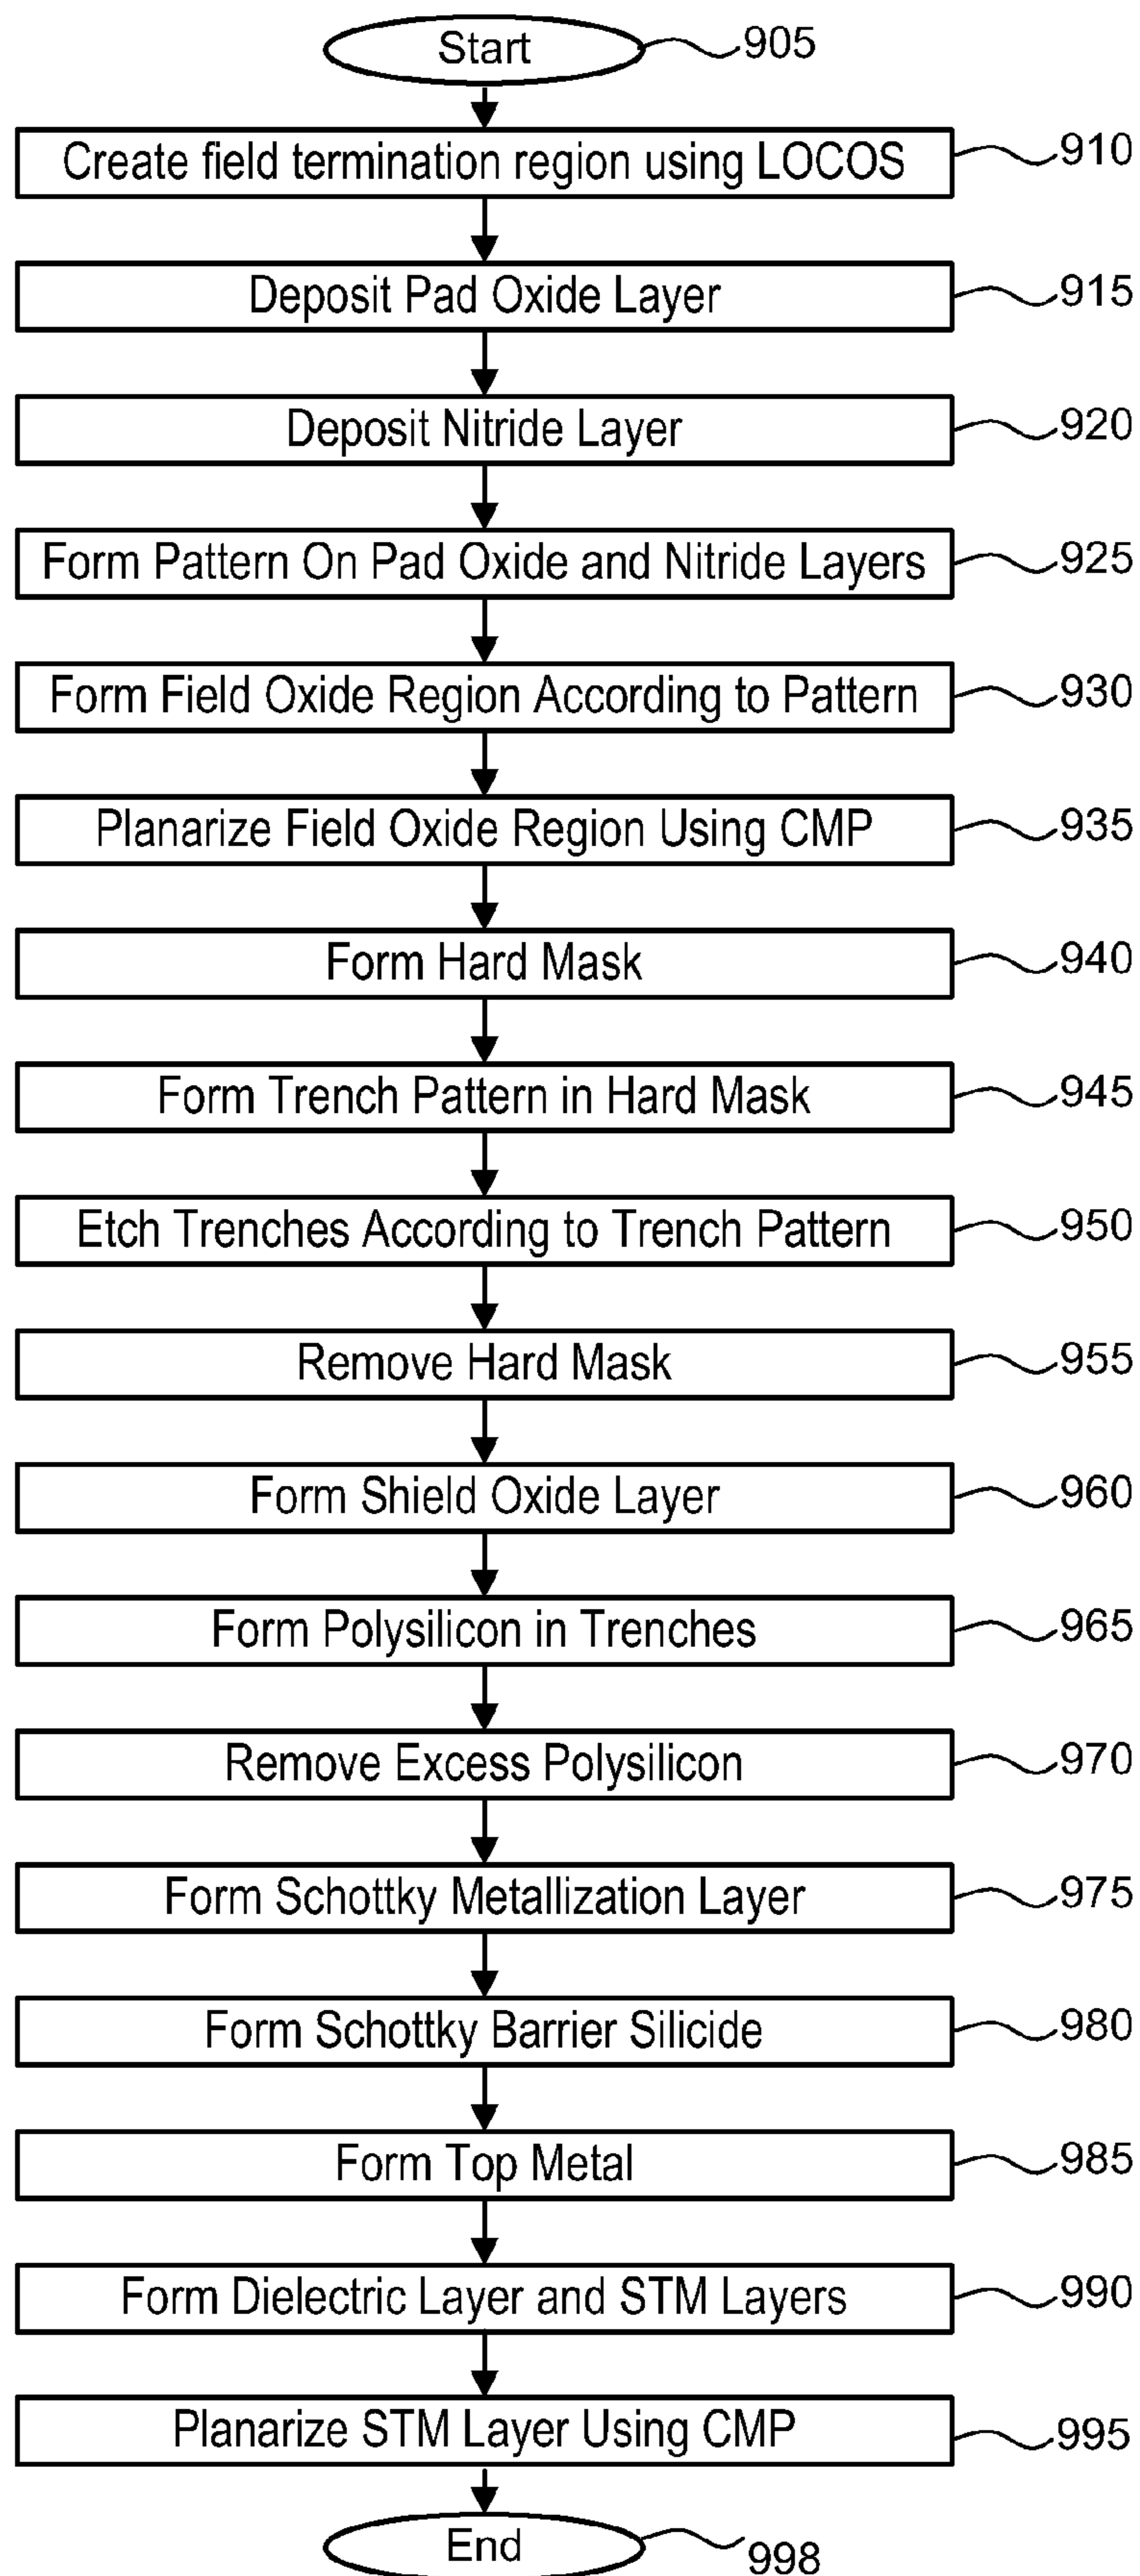 Start 905
Create field termination region using LOCOS 910
Deposit Pad Oxide Layer 915
Deposit Nitride Layer 920
Form Pattern On Pad Oxide and Nitride Layers 925
Form Field Oxide Region According to Pattern 930
Planarize Field Oxide Region Using CMP 935
Form Hard Mask 940
Form Trench Pattern in Hard Mask 945
Etch Trenches According to Trench Pattern 950
Remove Hard Mask 955
Form Shield Oxide Layer 960
Form Polysilicon in Trenches 965
Remove Excess Polysilicon 970
Form Schottky Metallization Layer 975
Form Schottky Barrier Silicide 980
Form Top Metal 985
Form Dielectric Layer and STM Layers 990
Planarize STM Layer Using CMP 995
End 998